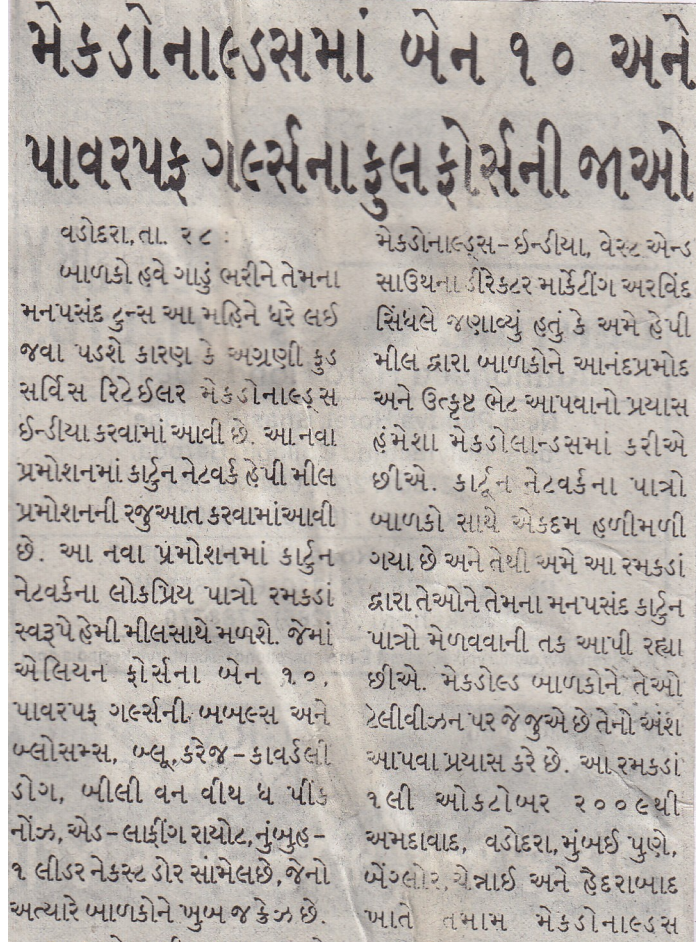 મેકડોનાલ્ડસમાં બેન ૧૦ અને
પાવરપફ ગર્લ્સના ફુલ ફોર્સની જાઓ
વડોદરા,તા. ૨૮ :
બાળકો હવે ગાડું ભરીને તેમના
મનપસંદ ટુન્સ આ મહિને ઘરે લઈ
જવા પડશે કારણ કે અગ્રણી ફુડ
સર્વિસ રિટેઈલર મેકડોનાલ્ડ્સ
ઈન્ડીયા કરવામાં આવી છે. આ નવા
પ્રમોશનમાં કાર્ટુન નેટવર્ક હેપી મીલ
પ્રમોશનની રજુઆત કરવામાંઆવી
છે. આ નવા પ્રમોશનમાં કાર્ટુન
નેટવર્કના લોકપ્રિય પાત્રો રમકડાં
સ્વરૂપે હેમી મીલસાથે મળશે. જેમાં
એલિયન ફોર્સના બેન ૧૦,
પાવરપફ ગર્લ્સની બબલ્સ અને
બ્લોસમ્સ, બ્લૂ,કરેજ-કાવર્ડલી
ડોગ, બીલી વન વીથ ધ પીંક
નોંઝ,એડ-લાફીંગ રાયોટ,નુંબુહ-
૧ લીડર નેકસ્ટ ડોર સામેલછે,જેનો
અત્યારે બાળકોને ખુબ જ ક્રેઝ છે.
મેકડોનાલ્ડ્સ-ઈન્ડીયા, વેસ્ટ એન્ડ
સાઉથના ડીરેકટર માર્કેટીંગ અરવિંદ
સિંઘલે જણાવ્યું હતું કે અમે હેપી
મીલ દ્વારા બાળકોને આનંદપ્રમોદ
અને ઉત્કૃષ્ટ ભેટ આપવાનો પ્રયાસ
હંમેશા મેકડોલાન્ડસમાં કરીએ
છીએ. કાર્ટૂન નેટવર્કના પાત્રો
બાળકો સાથે એકદમ હળીમળી
ગયા છે અને તેથી અમે આ રમકડાં
દ્વારા તેઓને તેમના મનપસંદ કાર્ટુન
પાત્રો મેળવવાની તક આપી રહ્યા
છીએ. મેકડોલ્ડ બાળકોને તેઓ
ટેલીવીઝન પર જે જુએ છે તેનો અંશ
આપવા પ્રયાસ કરે છે. આ રમકડાં
૧લી ઓકટોબર ૨૦૦૯થી
અમદાવાદ, વડોદરા,મુંબઈ પુણે,
બેંગ્લોર,ચેન્નાઈ અને હૈદરાબાદ
ખાતે તમામ મેકડોનાલ્ડસ